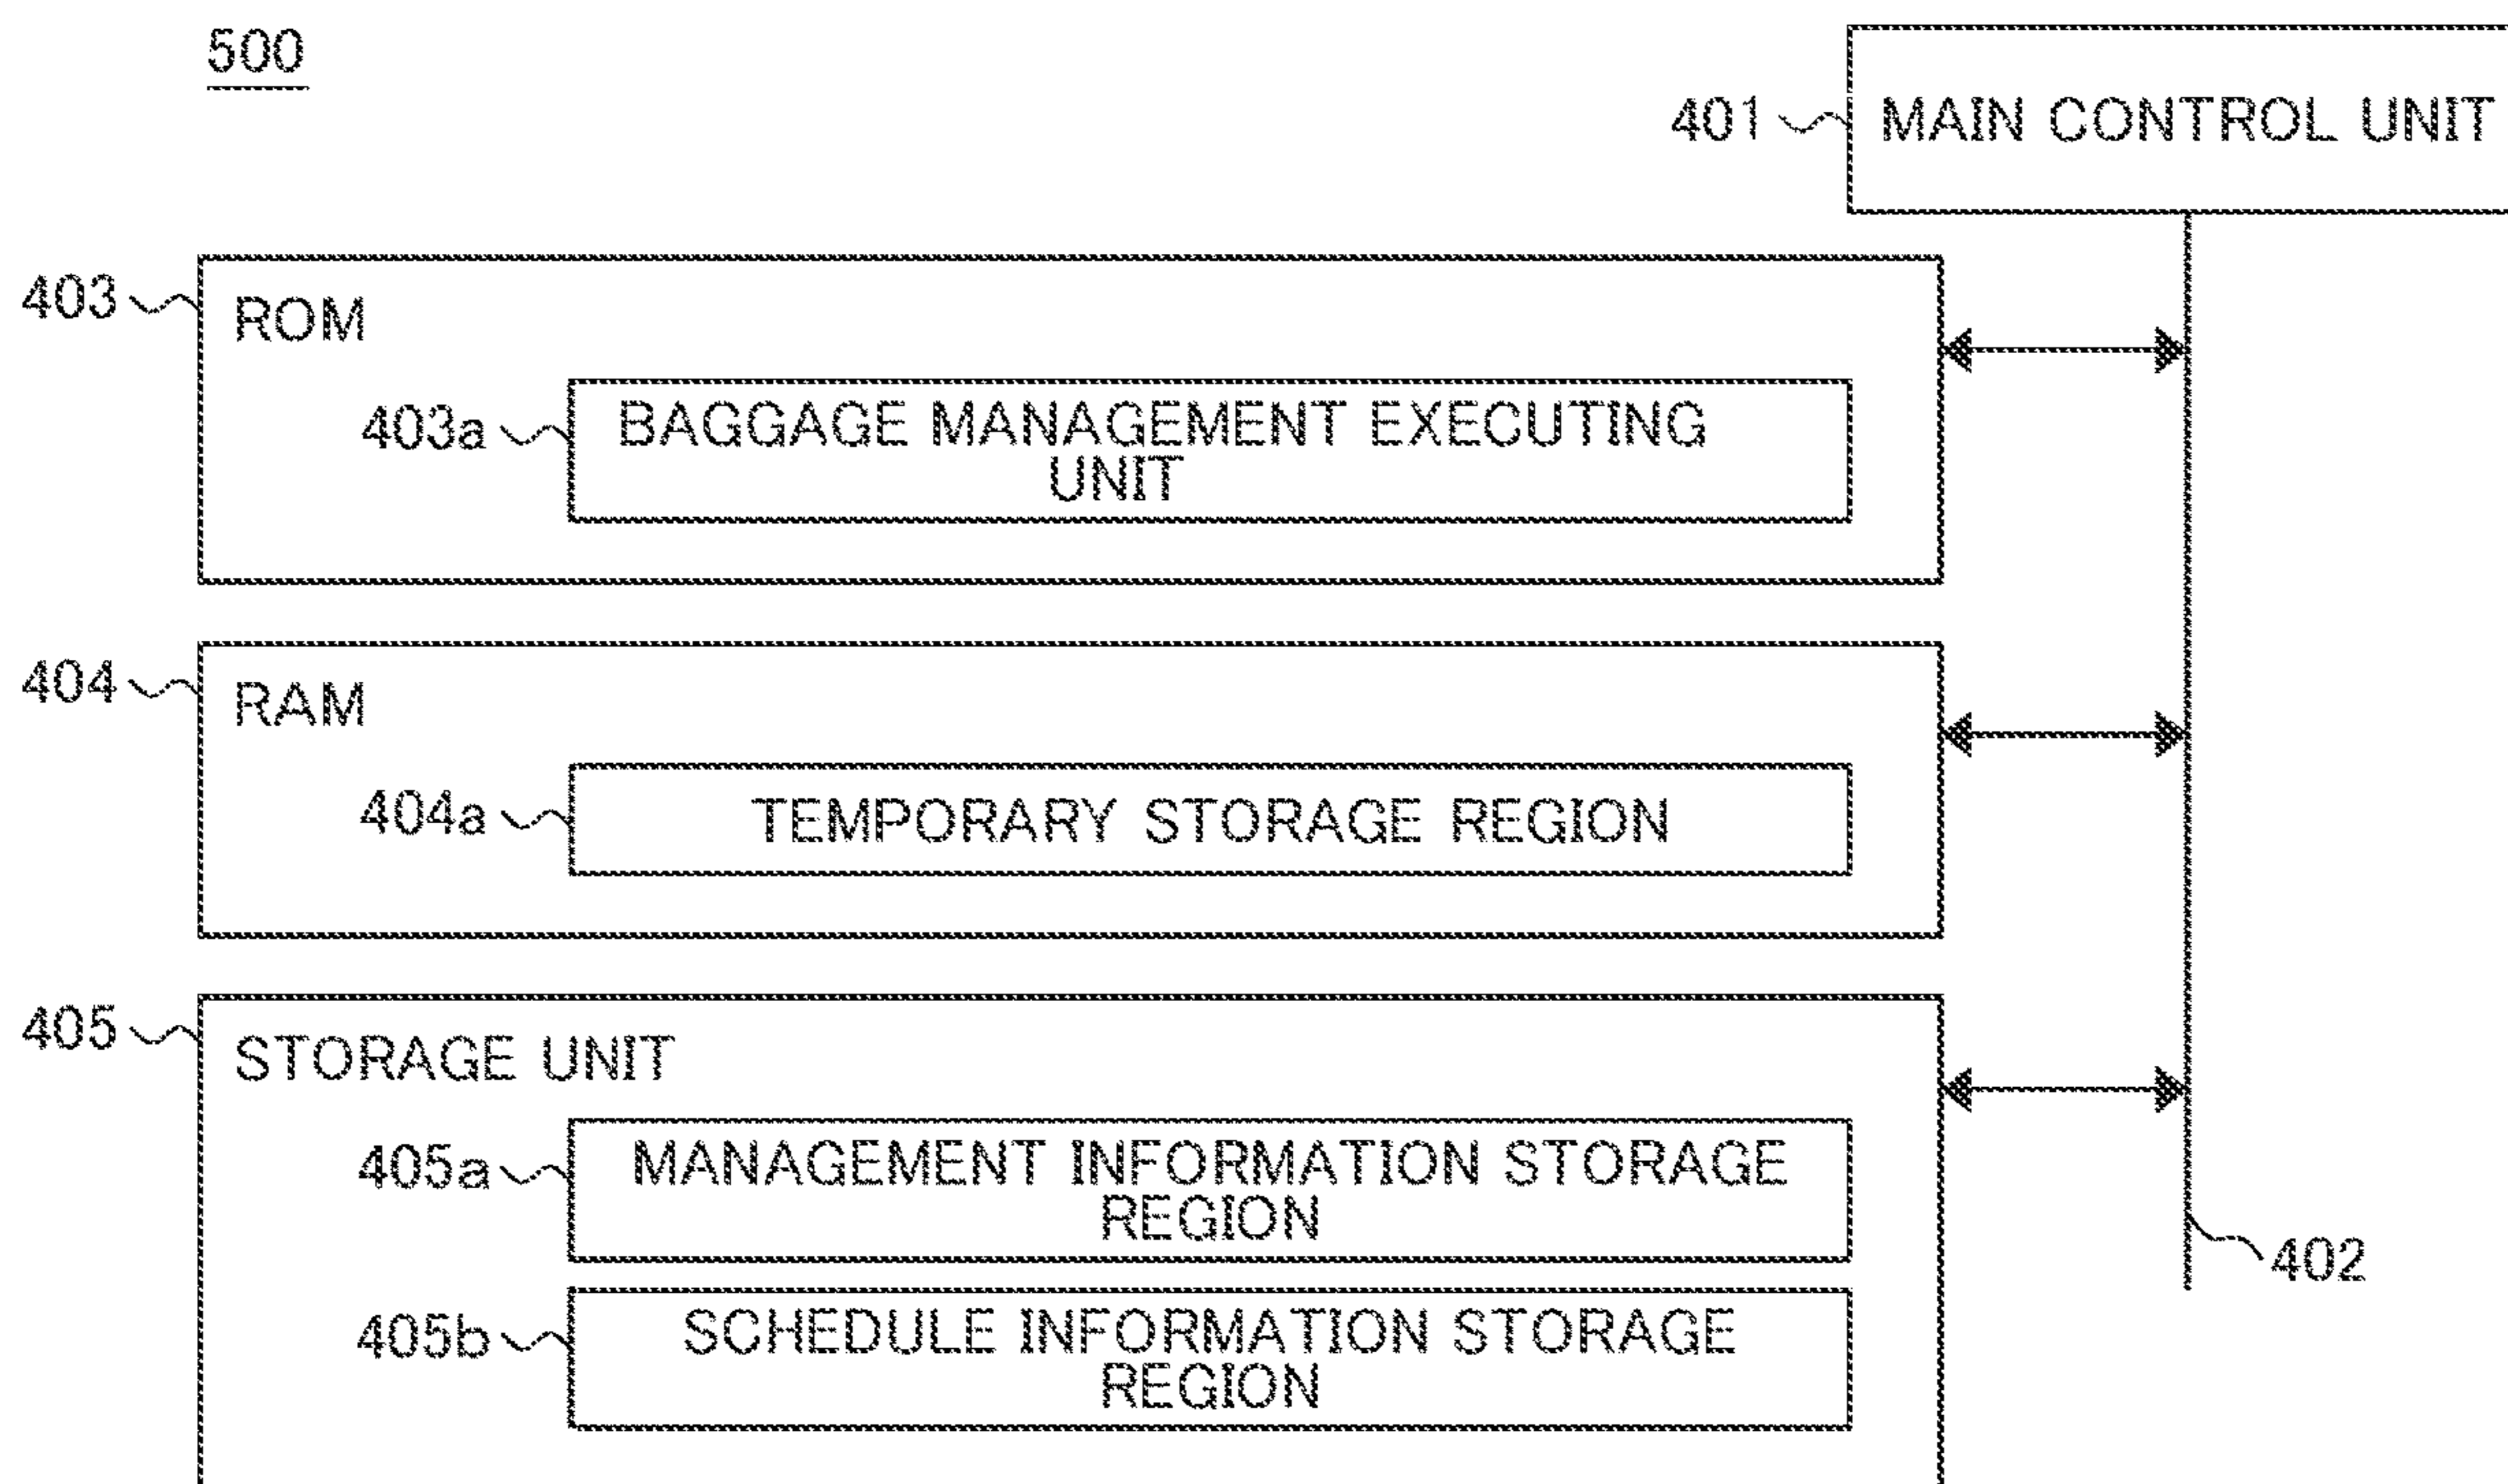 500
401 MAIN CONTROL UNIT
403 ROM
403a BAGGAGE MANAGEMENT EXECUTING
UNIT
404 RAM
404a TEMPORARY STORAGE REGION
405 STORAGE UNIT
405a MANAGEMENT INFORMATION STORAGE
REGION
402
405b SCHEDULE INFORMATION STORAGE
REGION